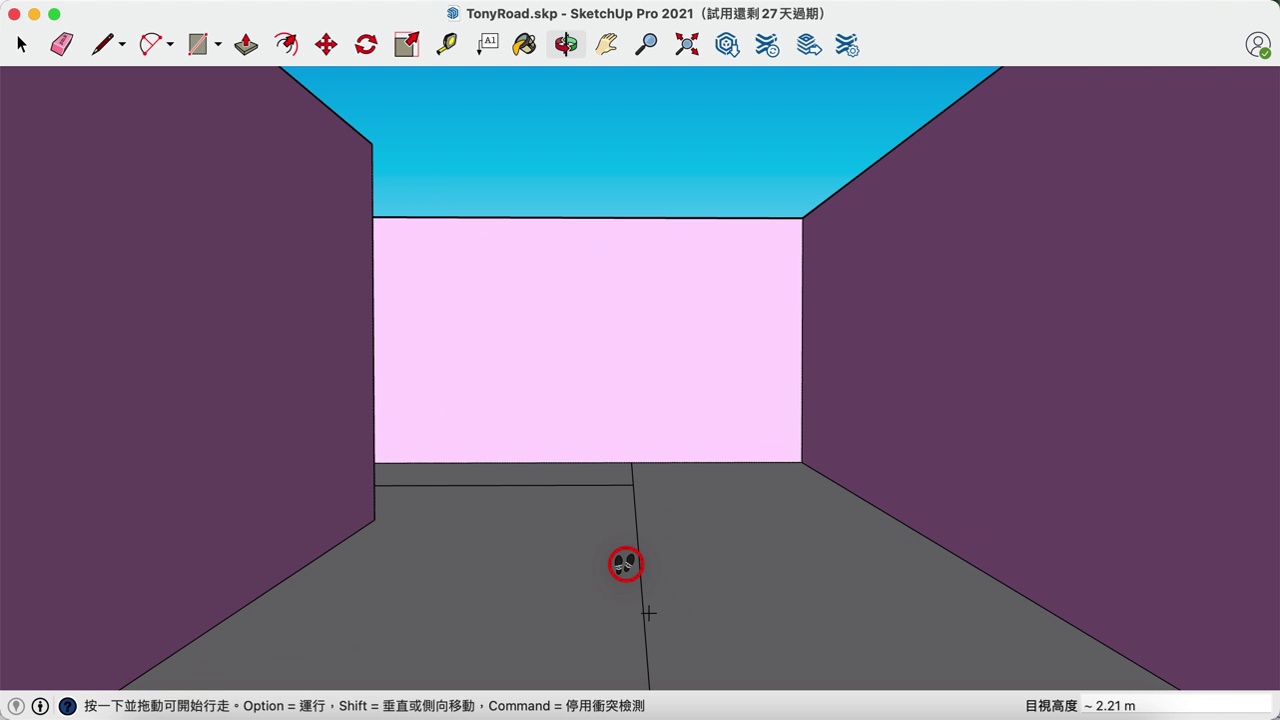 TonyRoad.skp - SketchUp Pro 2021（試用還剩 27 天過期）
A1
按一下並拖動可開始行走。Option = 運行，Shift = 垂直或側向移動，Command = 停用衝突檢測
目視高度 ~ 2.21 m